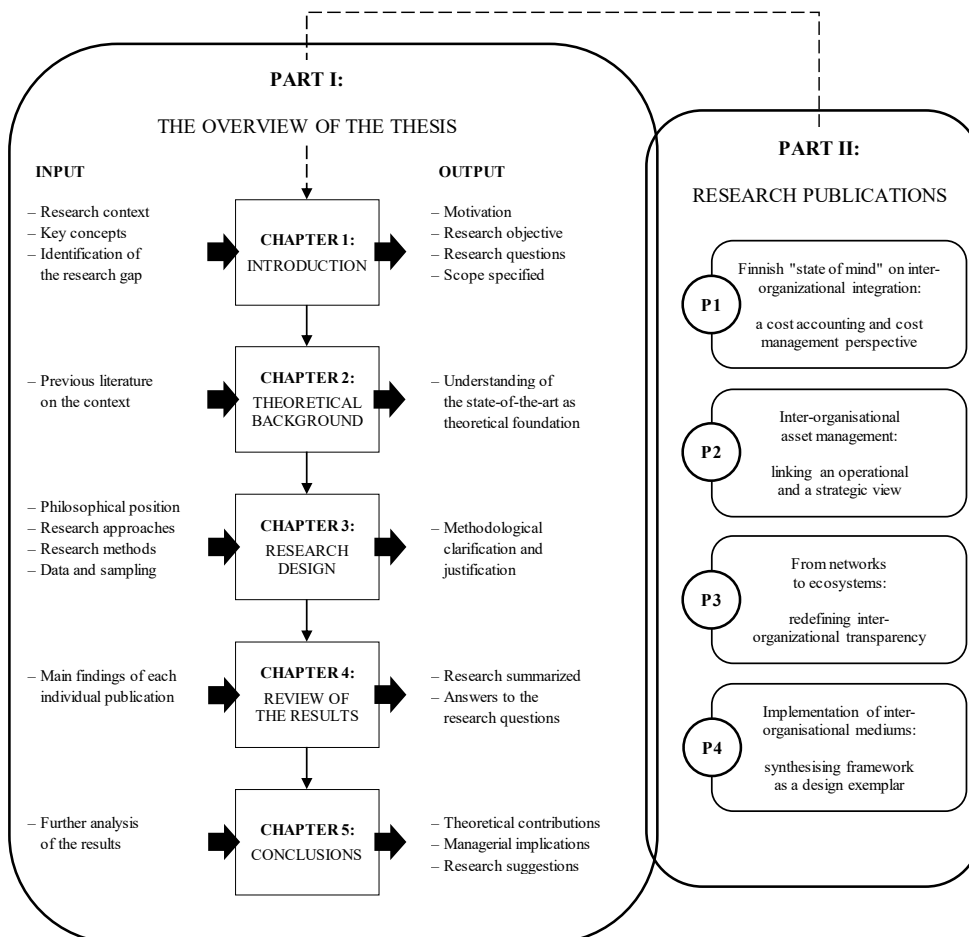 PART I:
THE OVERVIEW OF THE THESIS
INPUT
OUTPUT
– Research context
– Key concepts
– Identification of
the research gap
CHAPTER 1:
INTRODUCTION
– Motivation
– Research objective
– Research questions
– Scope specified
– Previous literature
on the context
CHAPTER 2:
THEORETICAL
BACKGROUND
– Understanding of
the state-of-the-art as
theoretical foundation
– Philosophical position
– Research approaches
– Research methods
– Data and sampling
CHAPTER 3:
RESEARCH
DESIGN
– Methodological
clarification and
justification
– Main findings of each
individual publication
CHAPTER 4:
REVIEW OF
THE RESULTS
– Research summarized
– Answers to the
research questions
– Further analysis
of the results
CHAPTER 5:
CONCLUSIONS
– Theoretical contributions
– Managerial implications
– Research suggestions
PART II:
RESEARCH PUBLICATIONS
P1
Finnish "state of mind" on inter-
organizational integration:
a cost accounting and cost
management perspective
P2
Inter-organisational
asset management:
linking an operational
and a strategic view
P3
From networks
to ecosystems:
redefining inter-
organizational transparency
P4
Implementation of inter-
organisational mediums:
synthesising framework
as a design exemplar